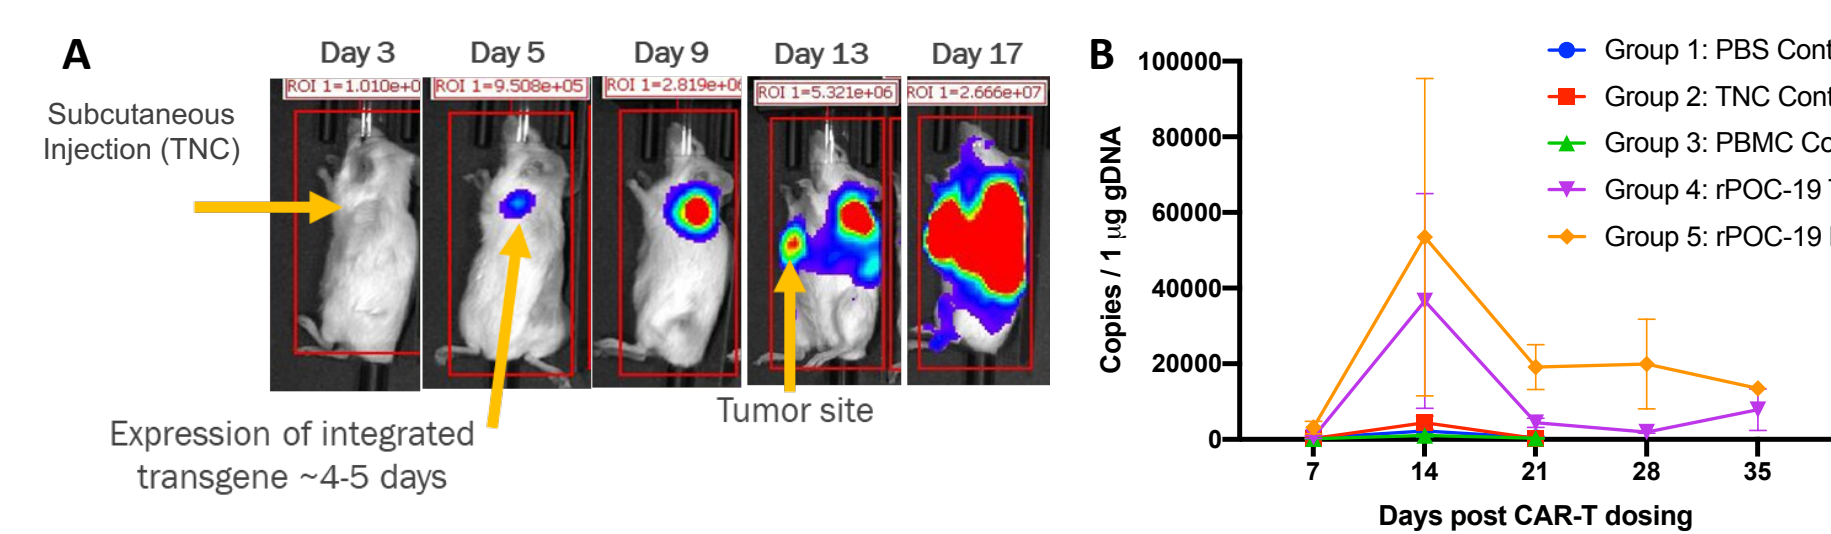 A
Day 3
Day 5
Day 9
Day 13
Day 17
ROI 1=1.010e+0
ROI 1=9.508e+05
ROI 1=2.819e+06
ROI 1=5.321e+06
ROI 1=2.666e+07
Subcutaneous
Injection (TNC)
Expression of integrated
transgene ~4-5 days
Tumor site
B
100000
80000
60000
40000
20000
0
Copies / 1 µg gDNA
7
14
21
28
35
Days post CAR-T dosing
Group 1: PBS Cont
Group 2: TNC Cont
Group 3: PBMC Co
Group 4: rPOC-19
Group 5: rPOC-19